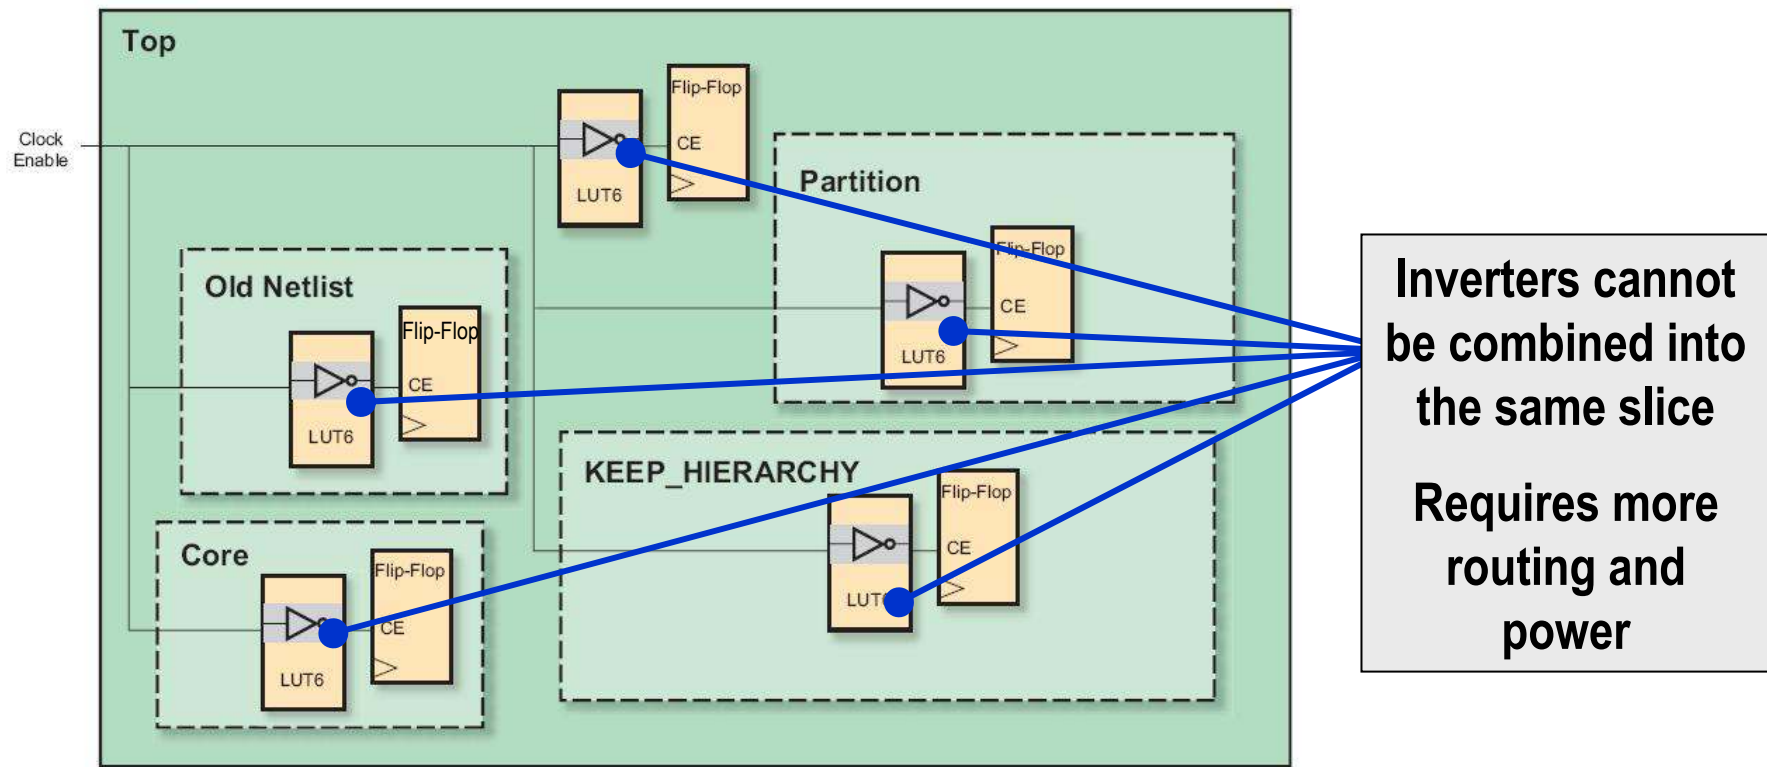 Top
Clock
Enable
Flip-Flop
CE
LUT6
Partition
Flip-Flop
CE
LUT6
Old Netlist
Flip-Flop
CE
LUT6
KEEP_HIERARCHY
Flip-Flop
CE
Core
Flip-Flop
CE
LUT6
Inverters cannot
be combined into
the same slice
Requires more
routing and
power